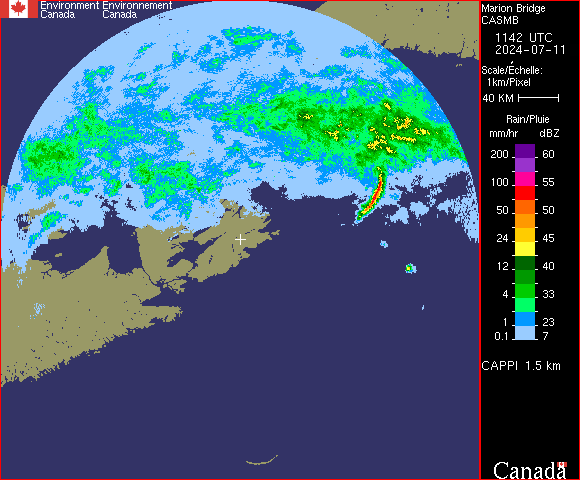 Environment Environnement
Canada Canada
Marion Bridge
CASMB
1142 UTC
2024-07-11
Scale/Échelle:
1km/Pixel
40 KM
Rain/Pluie
mm/hr dBZ
200 60
100 55
50 50
24 45
12 40
4 33
1 23
0.1 7
CAPPI 1.5 km
Canada